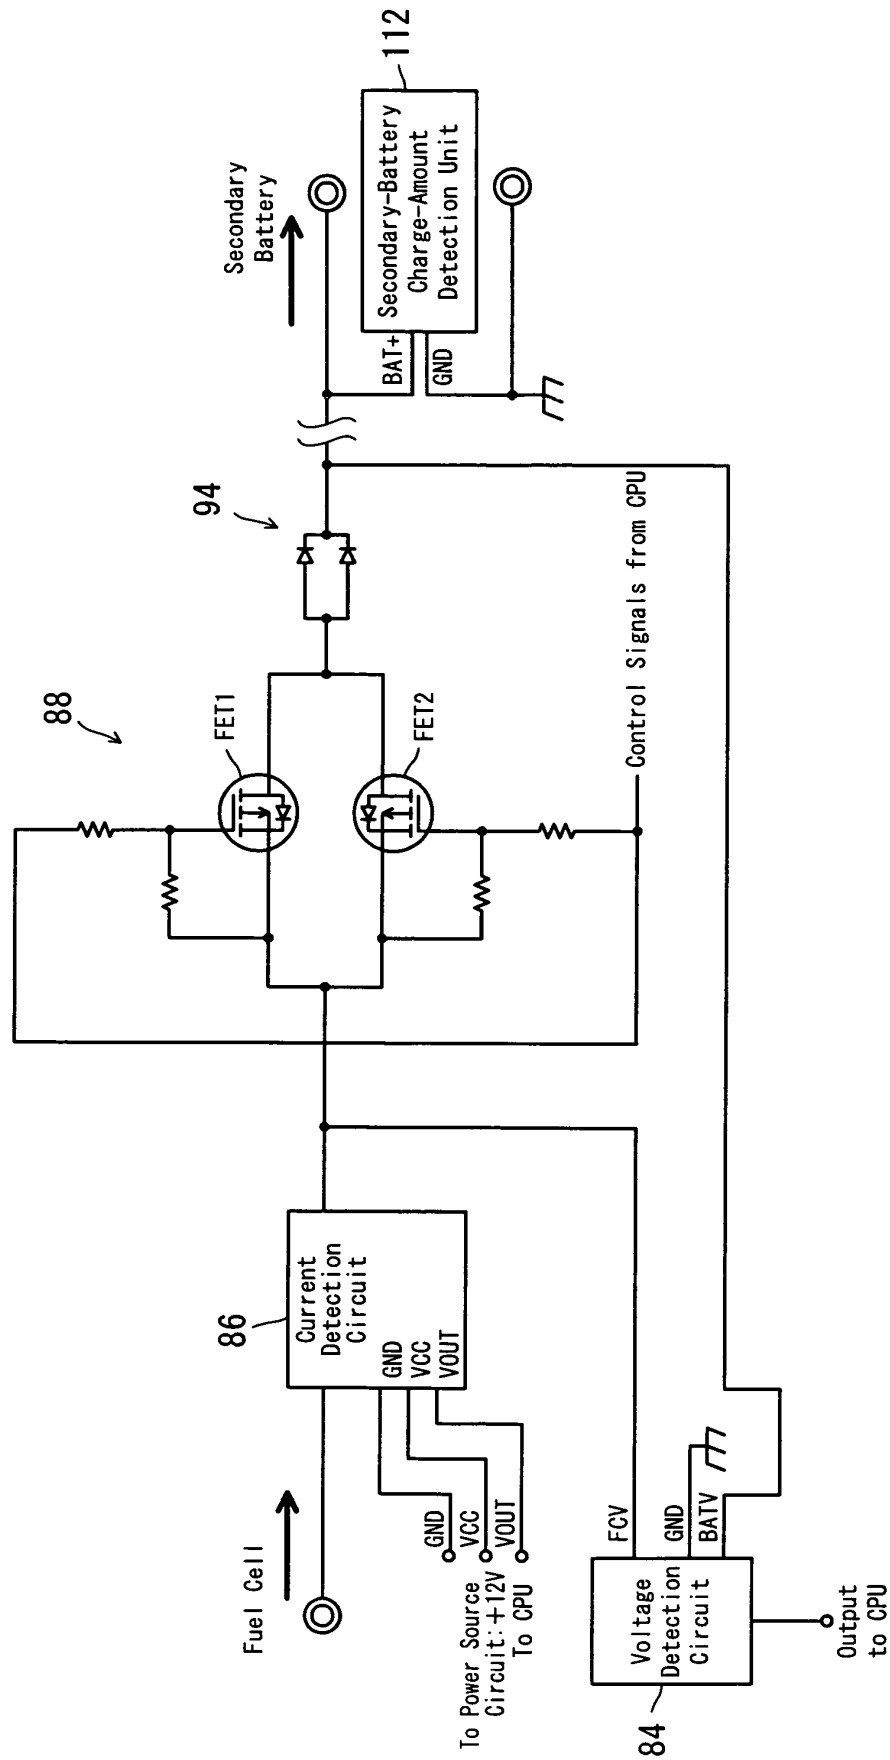 88
94
Secondary
Battery
112
FET1
FET2
BAT+
GND
Secondary-Battery
Charge-Amount
Detection Unit
Control Signals from CPU
86
Fuel Cell
Current
Detection
Circuit
GND
VCC
VOUT
GND
VCC
VOUT
To Power Source
Circuit:+12V
To CPU
FCV
GND
BATV
Voltage
Detection
Circuit
84
Output
to CPU